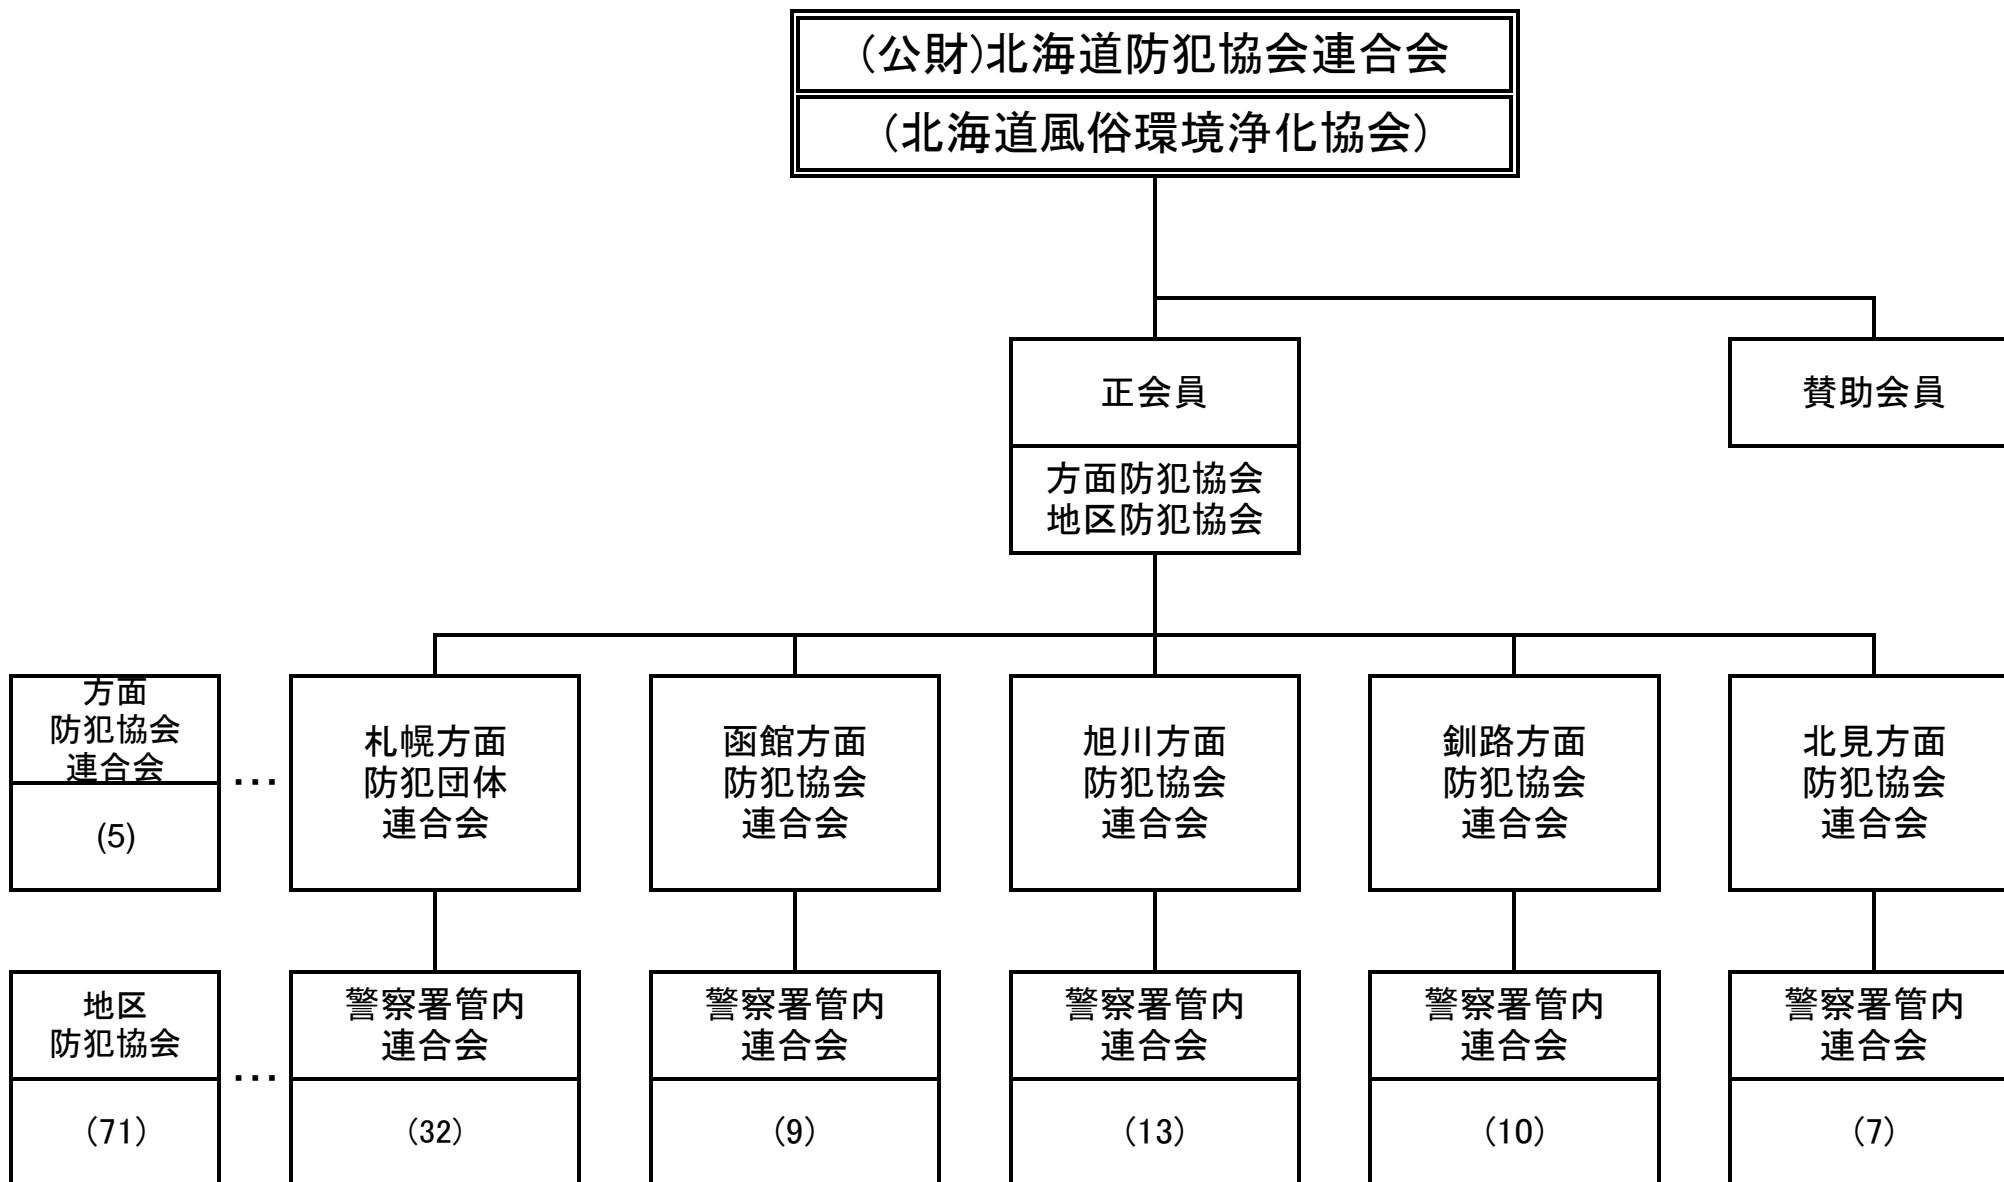 (公財)北海道防犯協会連合会
(北海道風俗環境浄化協会)
正会員
賛助会員
方面防犯協会
地区防犯協会
方面
防犯協会
連合会
(5)
…
札幌方面
防犯団体
連合会
函館方面
防犯協会
連合会
旭川方面
防犯協会
連合会
釧路方面
防犯協会
連合会
北見方面
防犯協会
連合会
地区
防犯協会
(71)
…
警察署管内
連合会
(32)
警察署管内
連合会
(9)
警察署管内
連合会
(13)
警察署管内
連合会
(10)
警察署管内
連合会
(7)